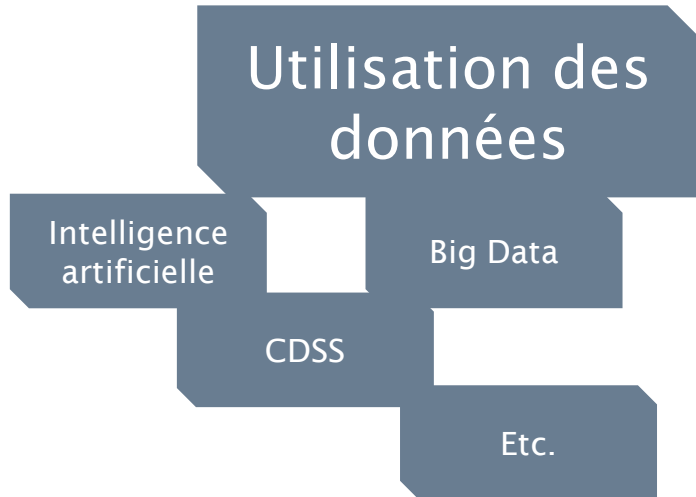 Utilisation des
données
Intelligence
artificielle
Big Data
CDSS
Etc.